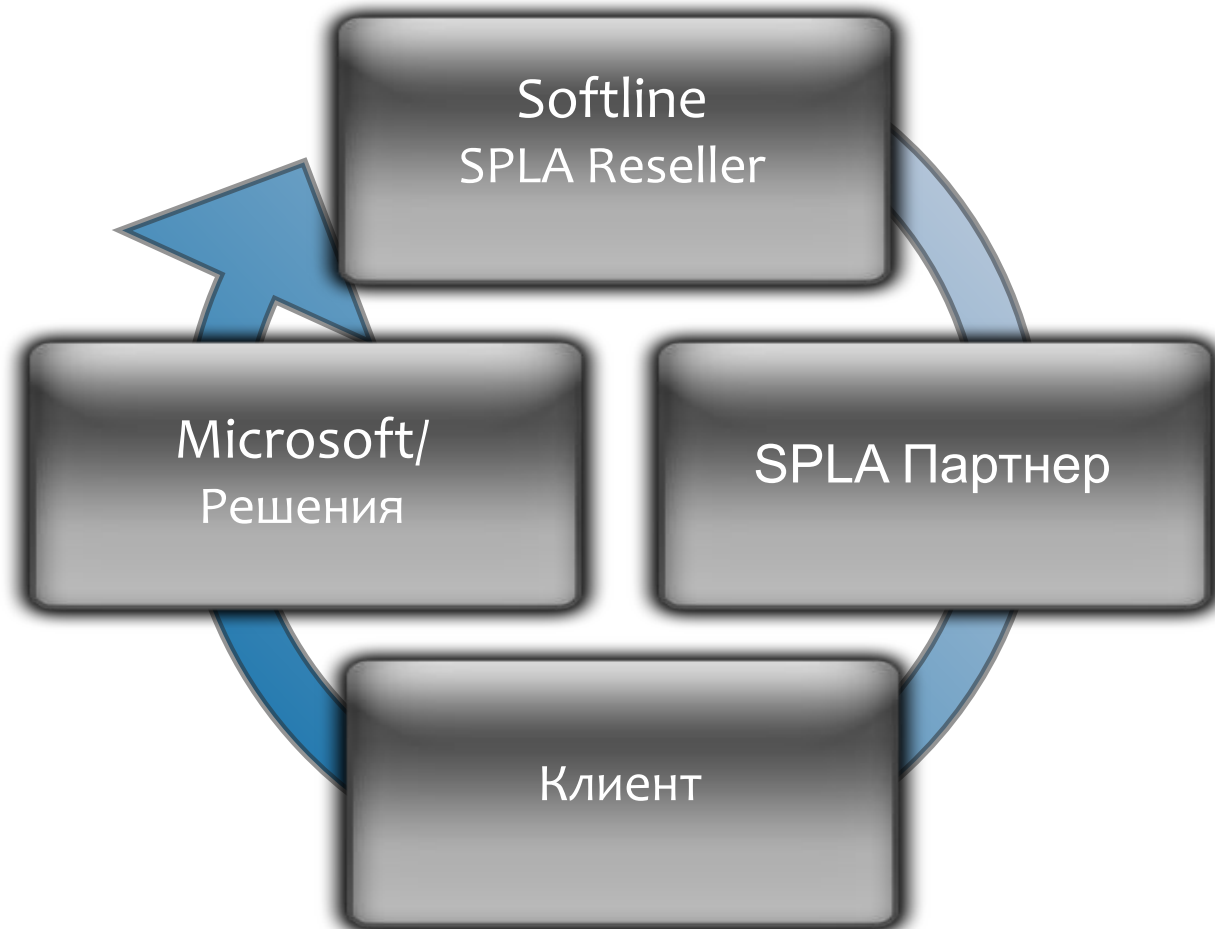 Softline
SPLA Reseller
Microsoft/
Решения
SPLA Партнер
Клиент